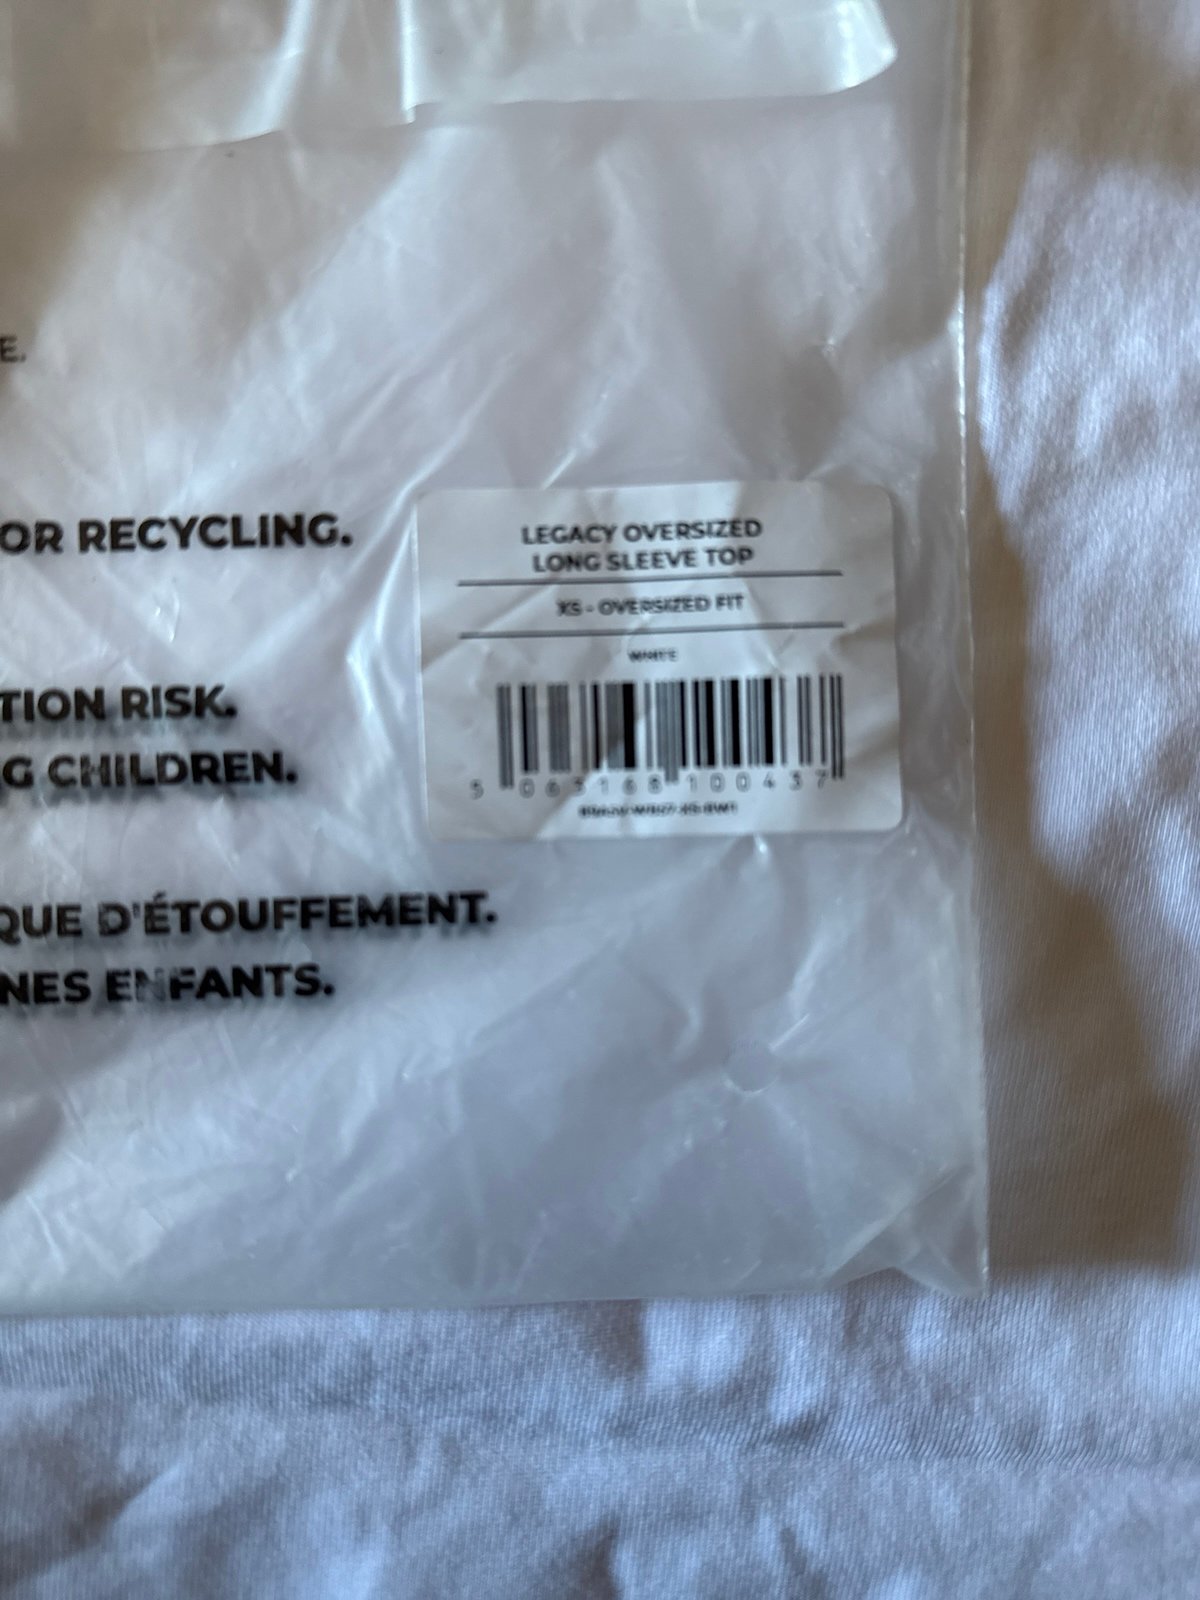 E.
OR RECYCLING.
LEGACY OVERSIZED
LONG SLEEVE TOP
XS - OVERSIZED FIT
WHITE
TION RISK.
G CHILDREN.
5 063168 100437
QUE D'ÉTOUFFEMENT.
NES ENFANTS.